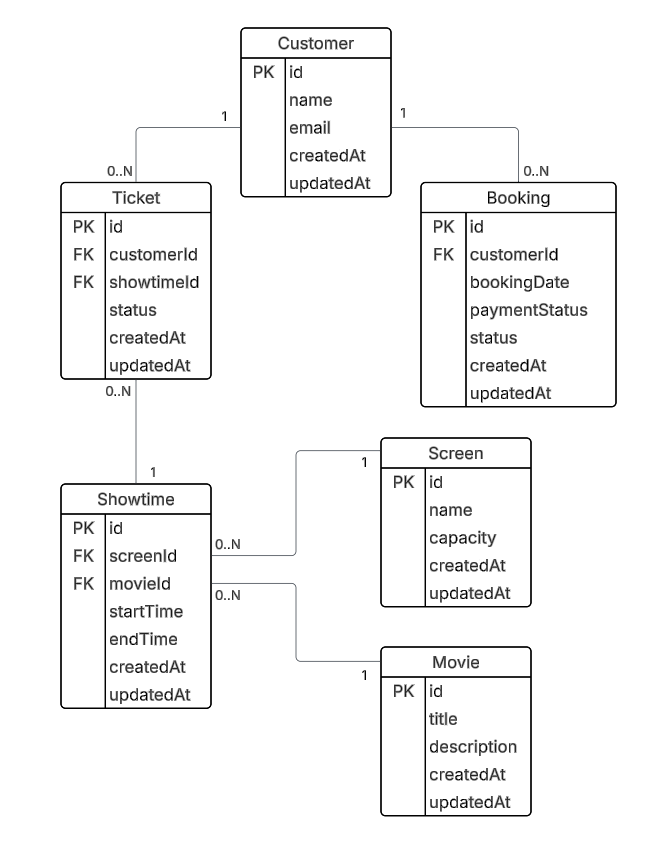 Customer
PK id
name
email
createdAt
updatedAt
1
1
0..N
0..N
Ticket
PK id
FK customerId
FK showtimeId
status
createdAt
updatedAt
Booking
PK id
FK customerId
bookingDate
paymentStatus
status
createdAt
updatedAt
0..N
1
Showtime
PK id
FK screenId
FK movieId
startTime
endTime
createdAt
updatedAt
0..N
0..N
1
Screen
PK id
name
capacity
createdAt
updatedAt
1
Movie
PK id
title
description
createdAt
updatedAt